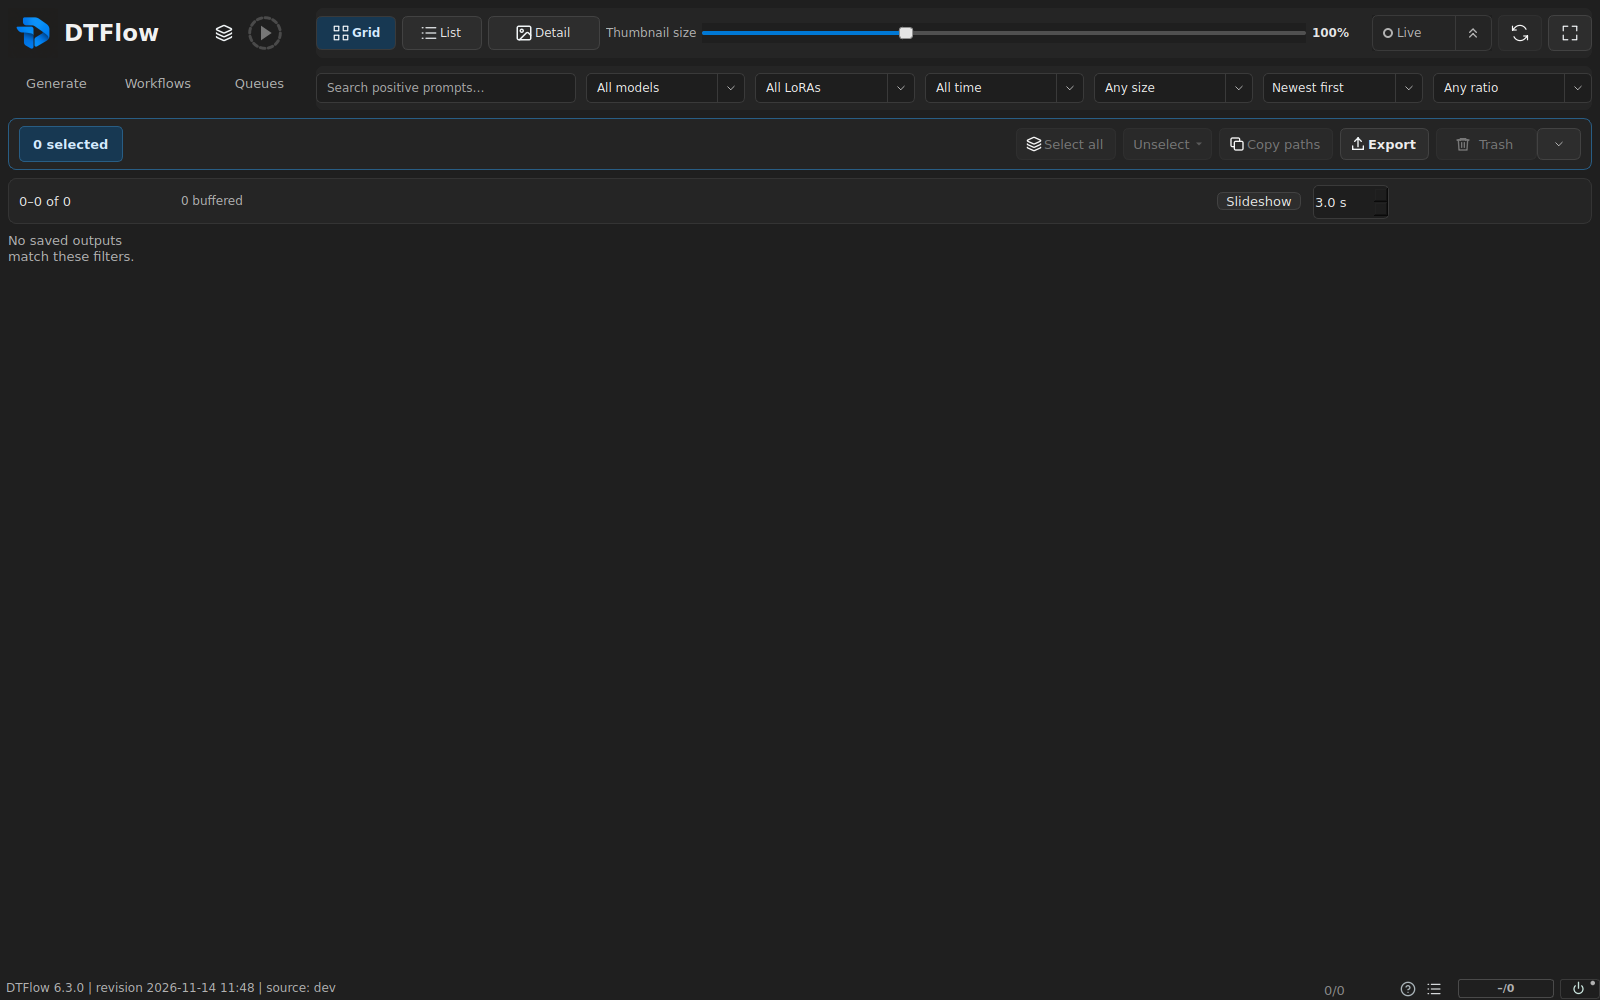 DTFlow
Grid
List
Detail
Thumbnail size
100%
Live
Generate
Workflows
Queues
Search positive prompts...
All models
All LoRAs
All time
Any size
Newest first
Any ratio
0 selected
Select all
Unselect
Copy paths
Export
Trash
0–0 of 0
0 buffered
Slideshow
3.0 s
No saved outputs
match these filters.
DTFlow 6.3.0 | revision 2026-11-14 11:48 | source: dev
0/0
–/0